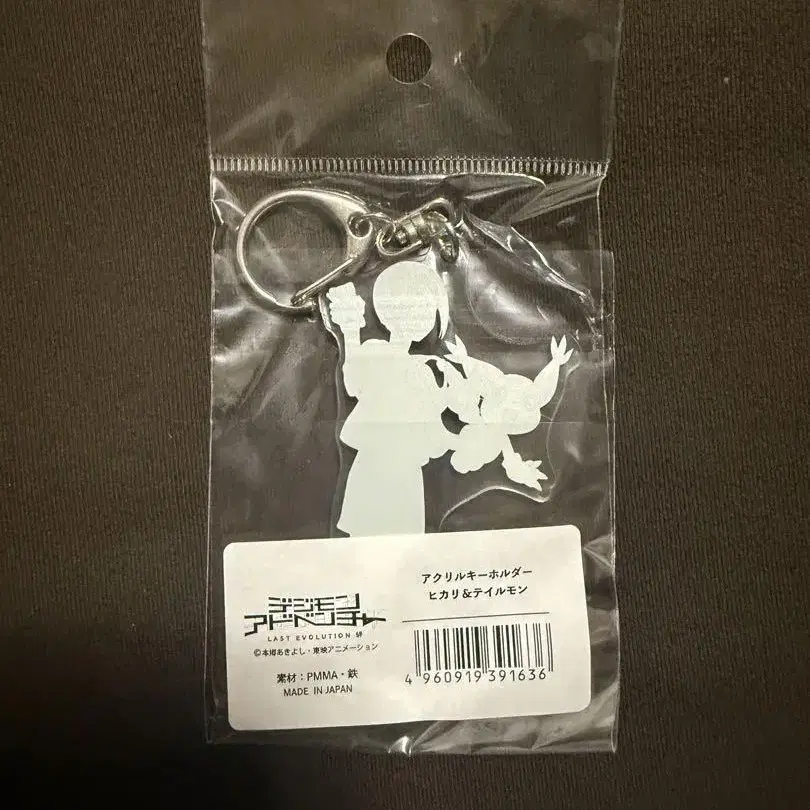 デジモン
アドベンチャー
LAST EVOLUTION 絆
©本郷あきよし・東映アニメーション
素材：PMMA・鉄
MADE IN JAPAN
アクリルキーホルダー
ヒカリ&テイルモン
4 960919 391636